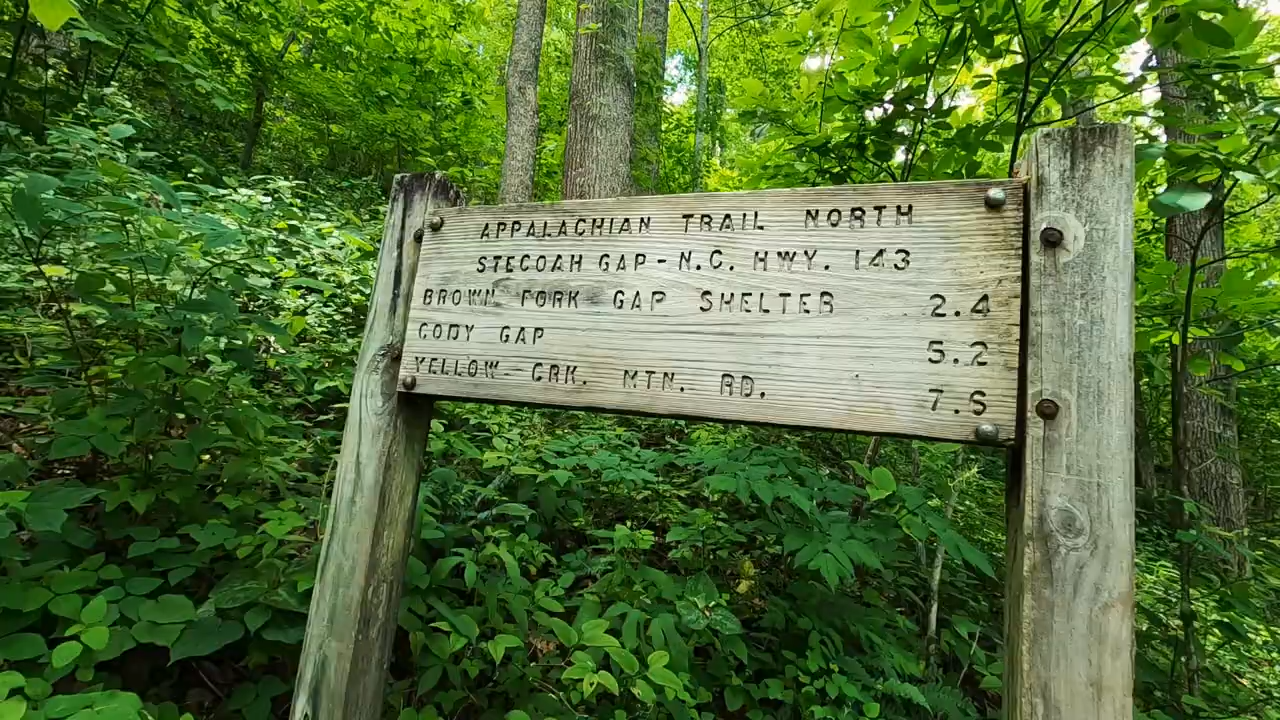 APPALACHIAN TRAIL NORTH
STECOAH GAP - N.C. HWY. 143
BROWN FORK GAP SHELTER 2.4
CODY GAP 5.2
YELLOW CRK. MTN. RD. 7.6